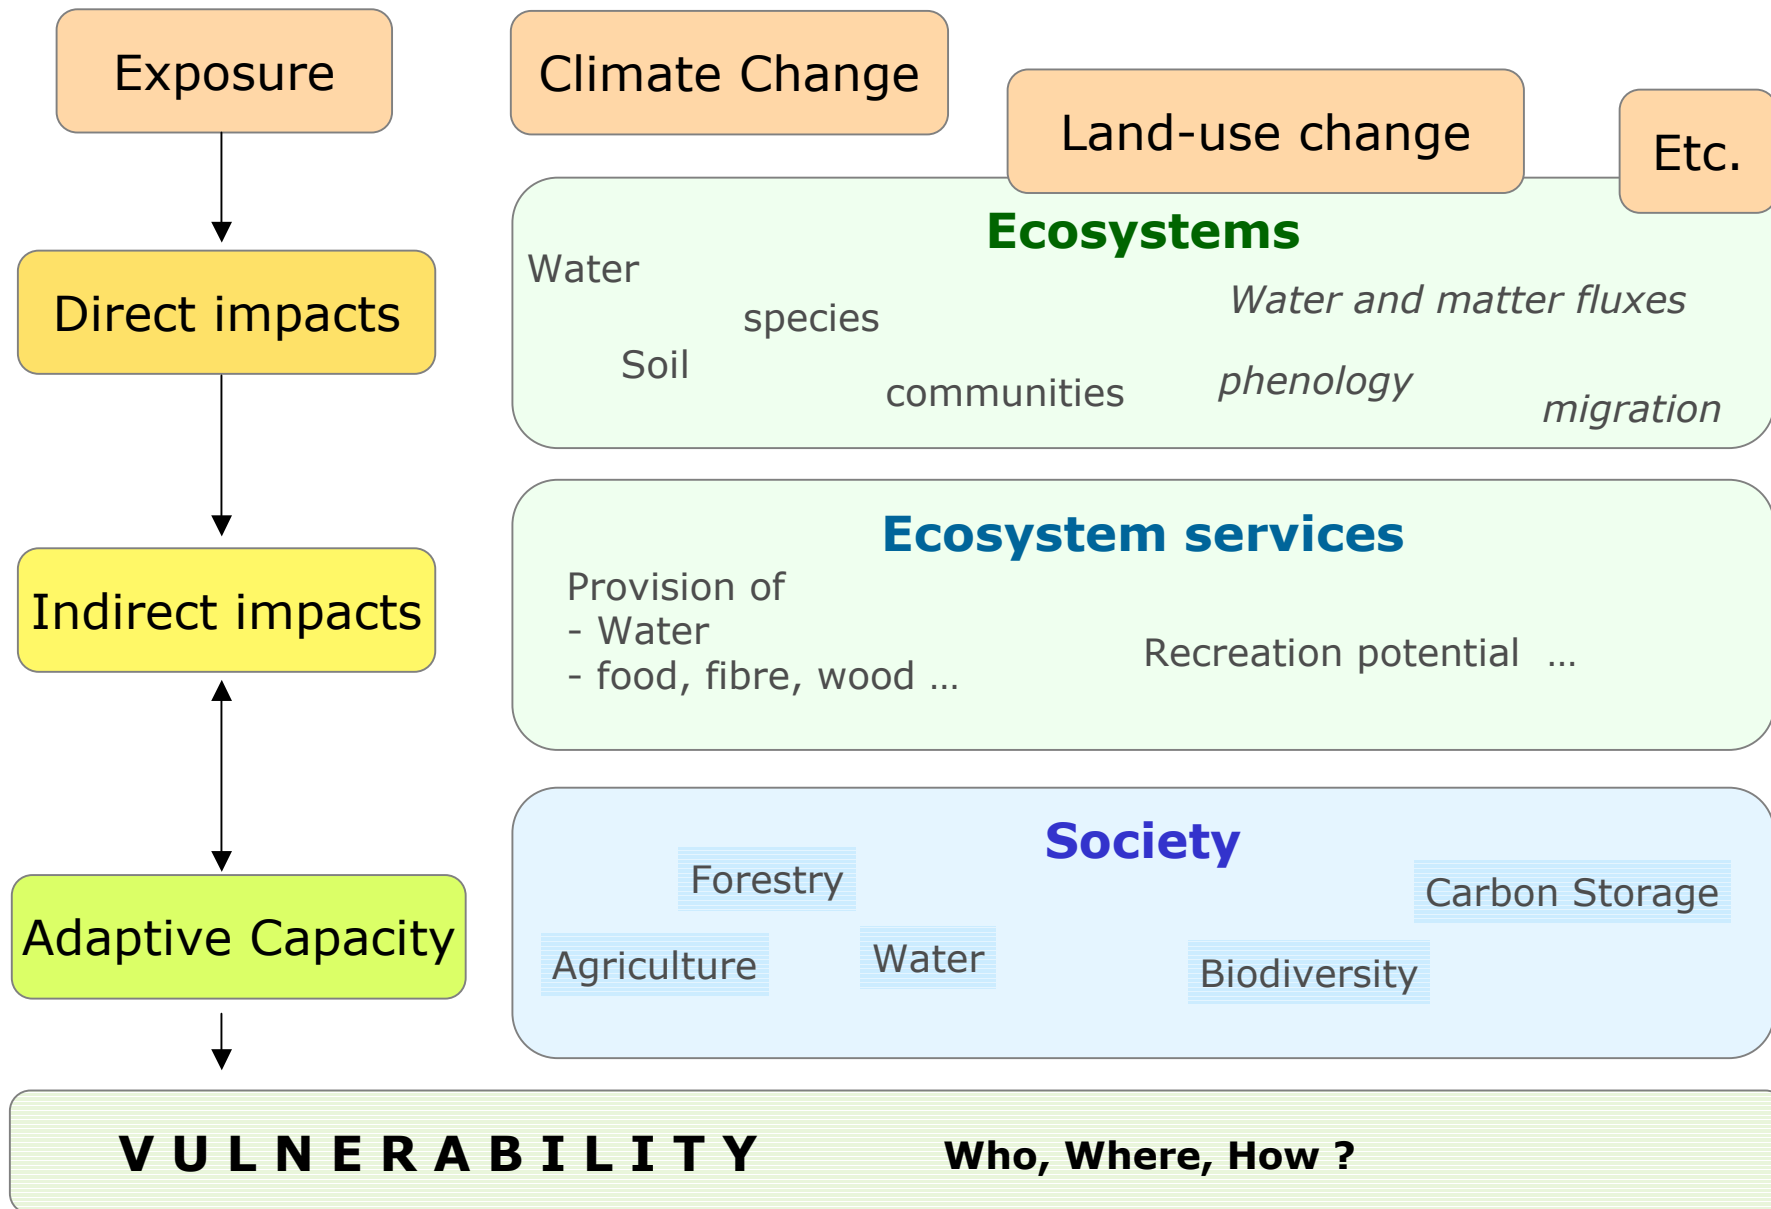 Exposure
Climate Change
Land-use change
Etc.
Direct impacts
Ecosystems
Water
species
Soil
communities
Water and matter fluxes
phenology
migration
Indirect impacts
Ecosystem services
Provision of
- Water
- food, fibre, wood ...
Recreation potential ...
Adaptive Capacity
Society
Forestry
Carbon Storage
Agriculture
Water
Biodiversity
V U L N E R A B I L I T Y Who, Where, How ?